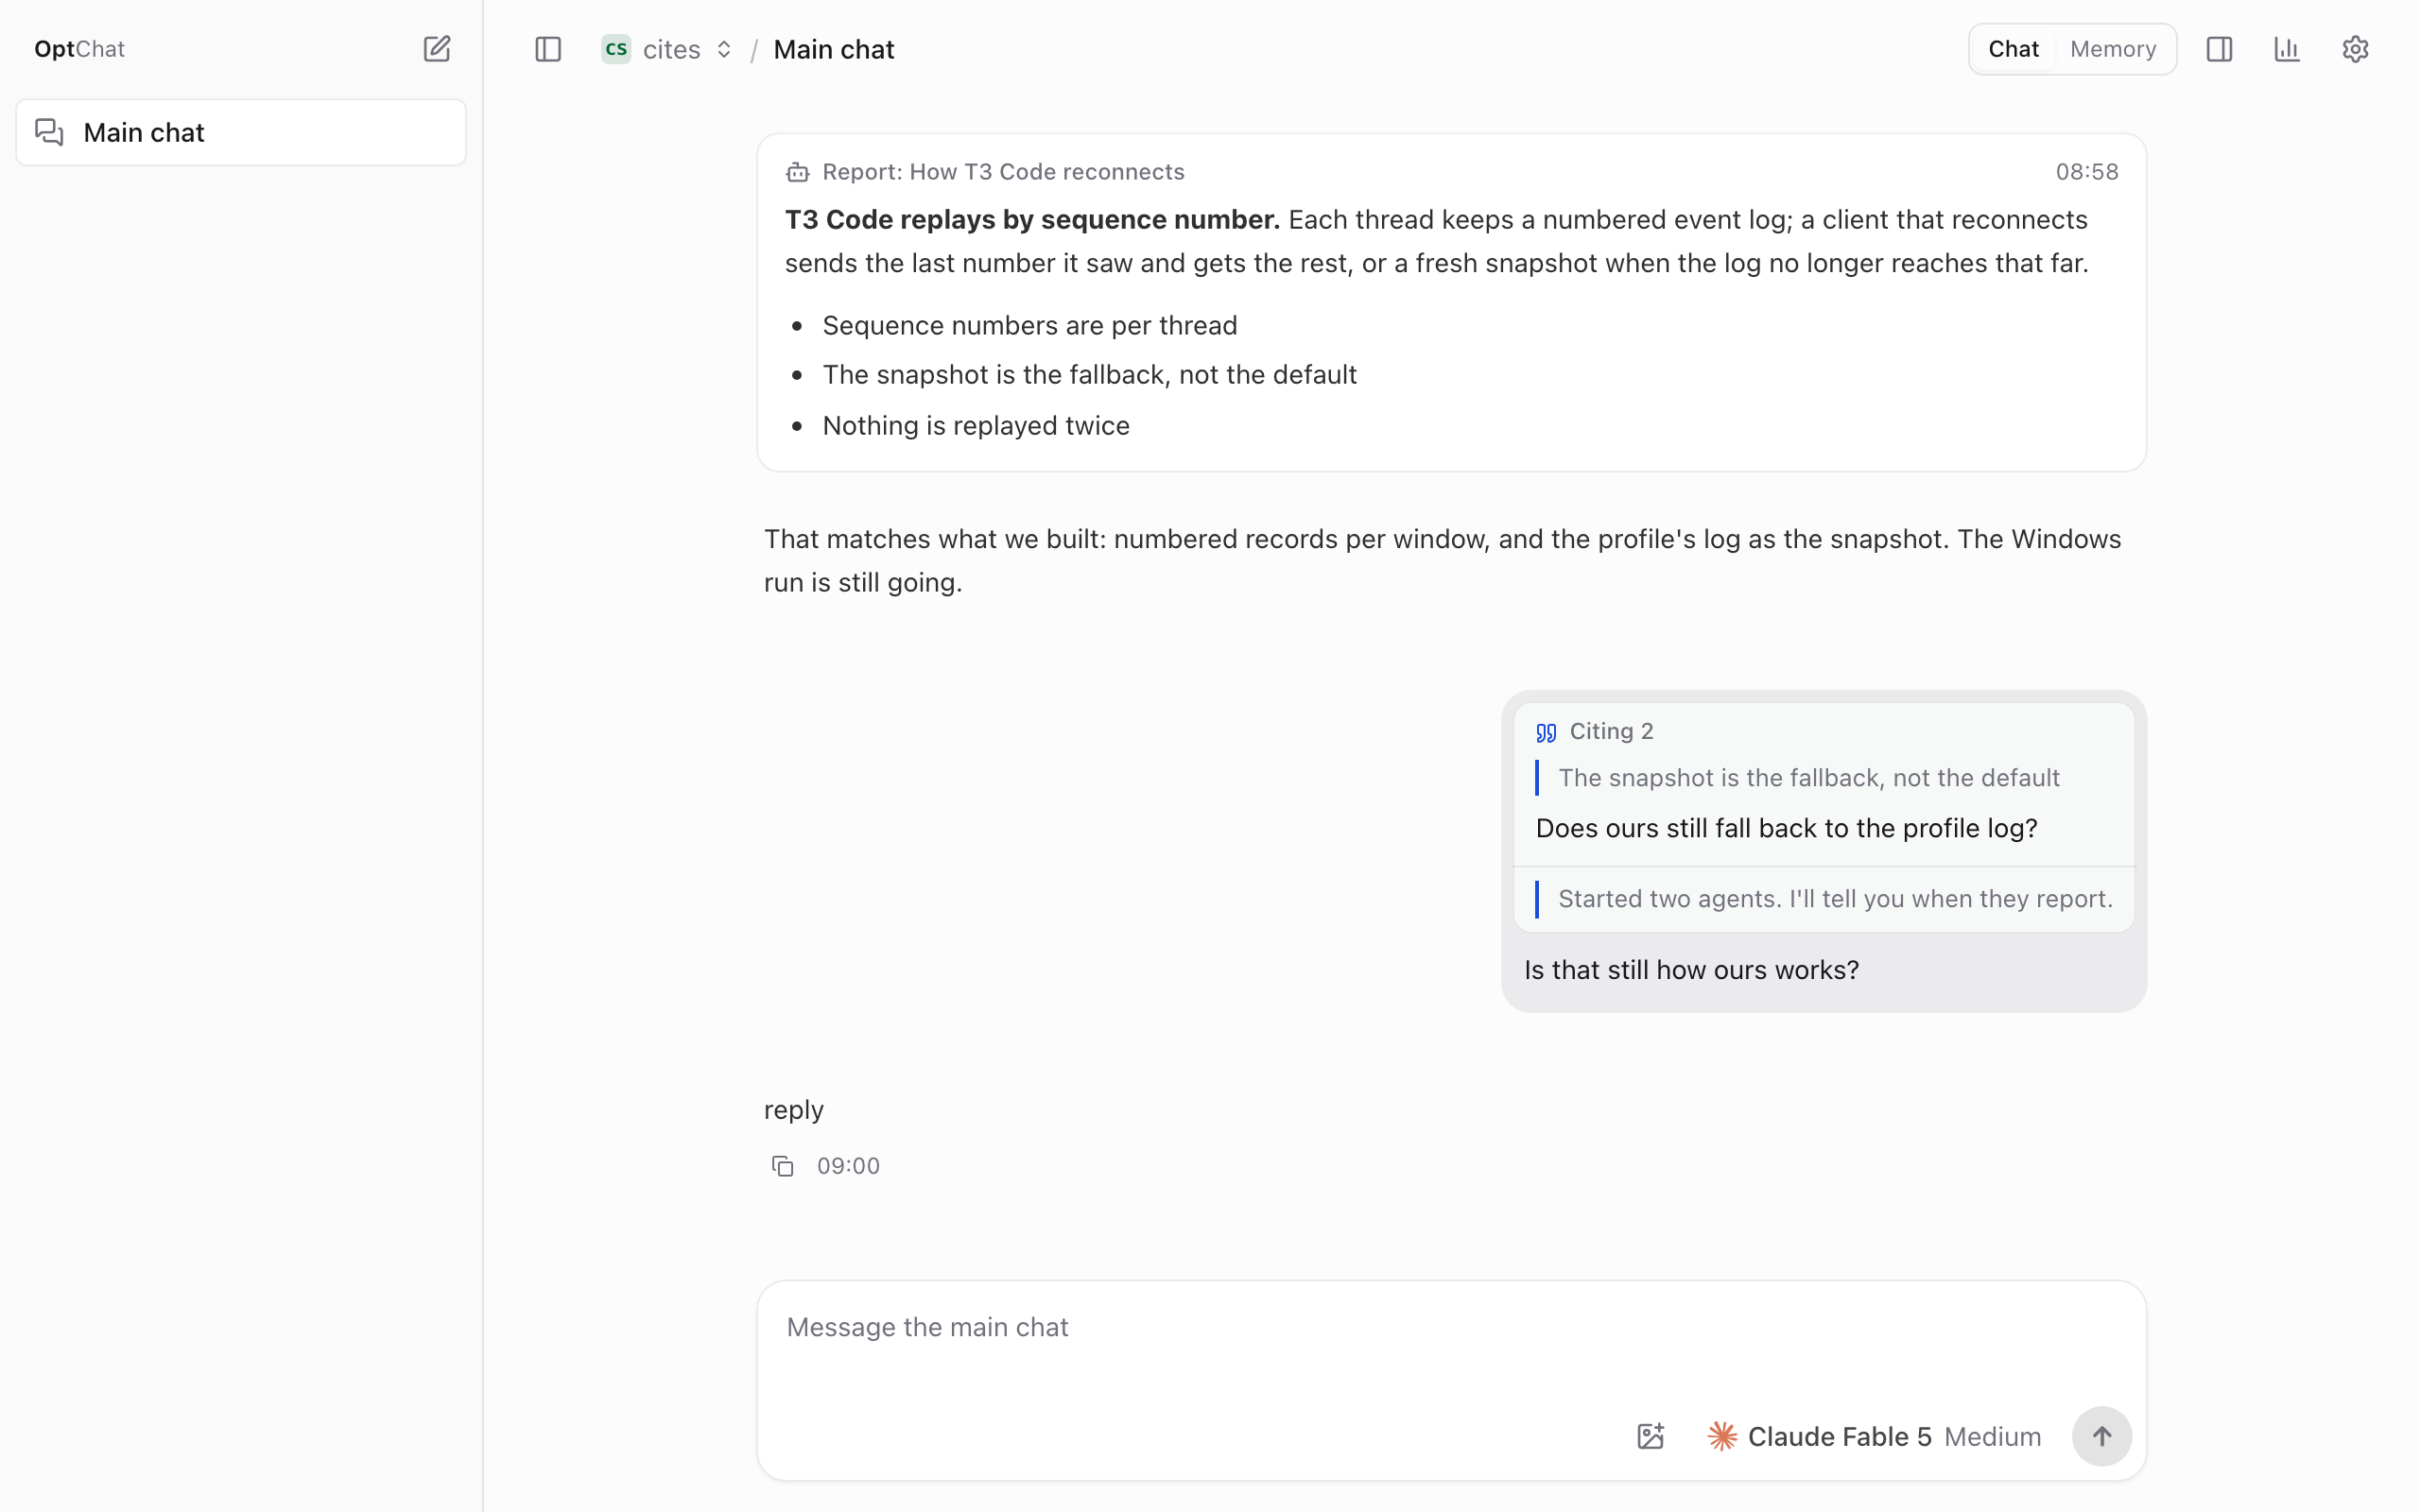 OptChat
Main chat
CS cites / Main chat
Chat Memory
Report: How T3 Code reconnects 08:58
T3 Code replays by sequence number. Each thread keeps a numbered event log; a client that reconnects
sends the last number it saw and gets the rest, or a fresh snapshot when the log no longer reaches that far.
• Sequence numbers are per thread
• The snapshot is the fallback, not the default
• Nothing is replayed twice
That matches what we built: numbered records per window, and the profile's log as the snapshot. The Windows
run is still going.
Citing 2
The snapshot is the fallback, not the default
Does ours still fall back to the profile log?
Started two agents. I'll tell you when they report.
Is that still how ours works?
reply
09:00
Message the main chat
Claude Fable 5 Medium